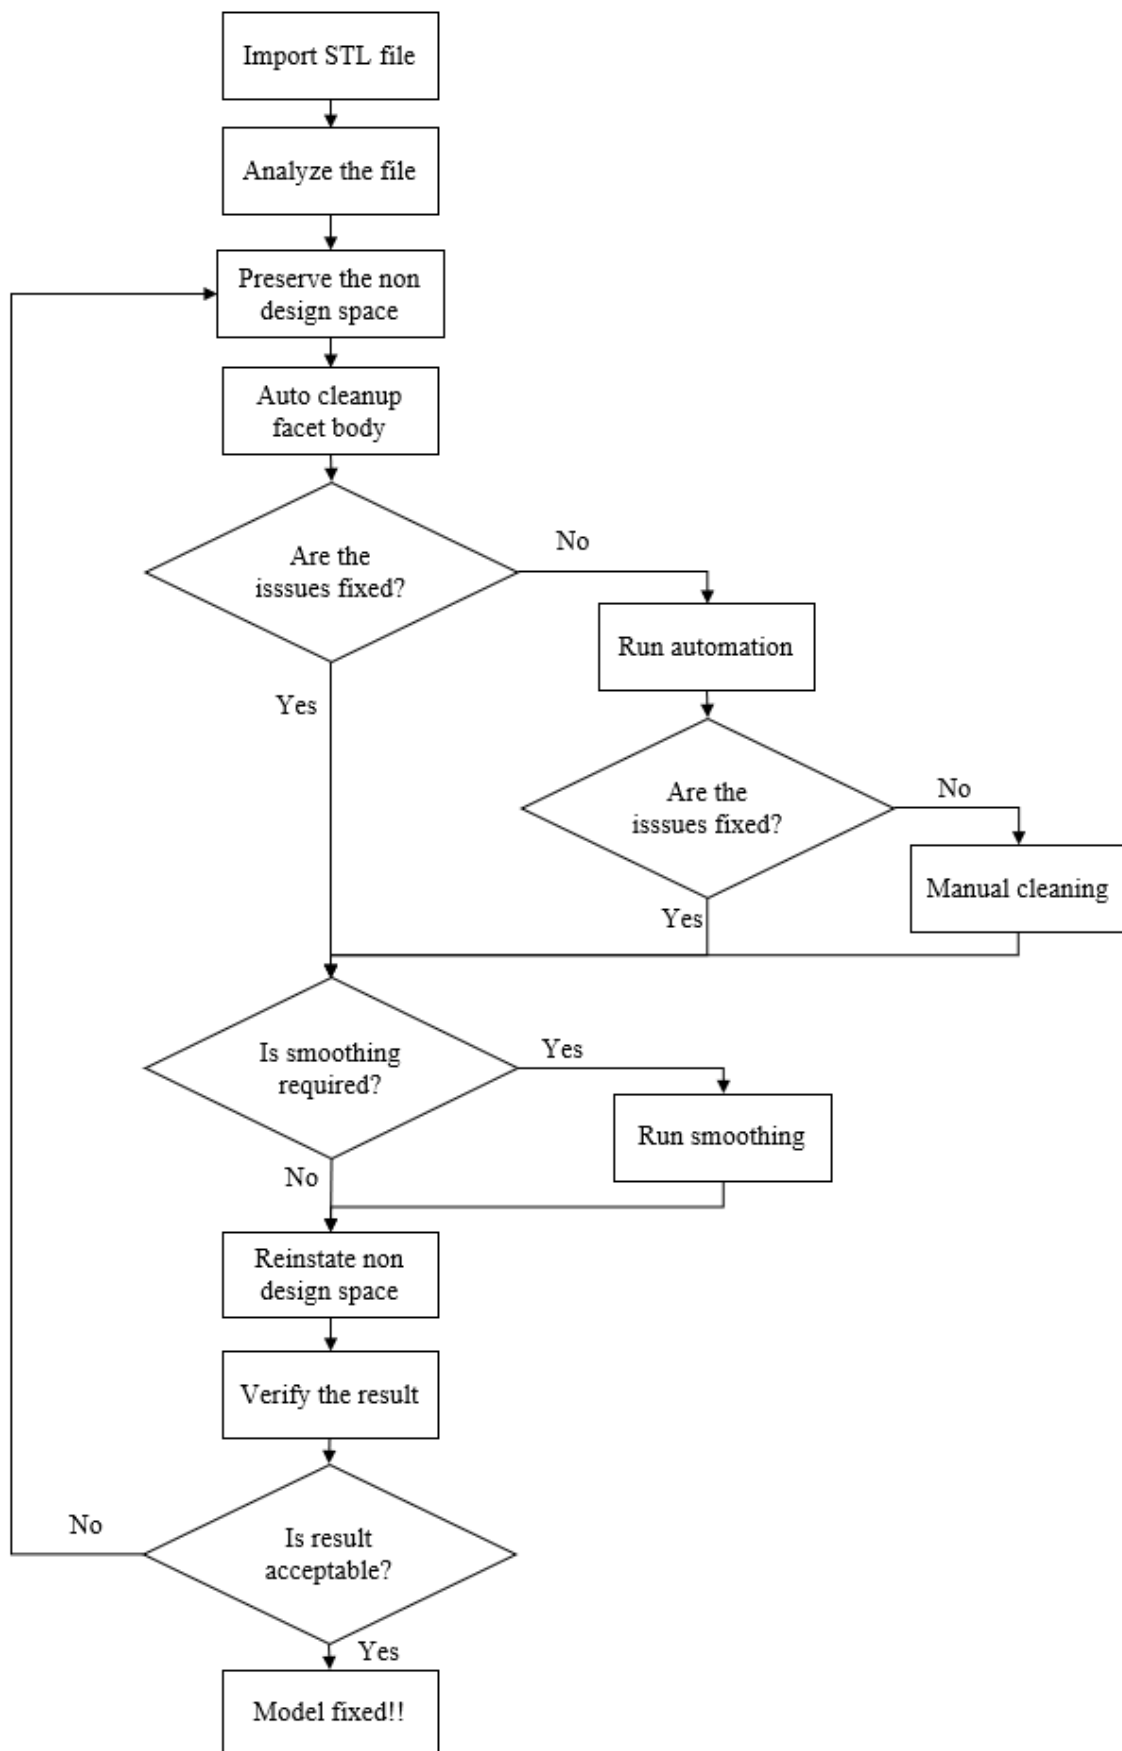 Import STL file
Analyze the file
Preserve the non
design space
Auto cleanup
facet body
Are the
isssues fixed?
No
Run automation
Yes
Are the
isssues fixed?
No
Manual cleaning
Yes
Is smoothing
required?
Yes
Run smoothing
No
Reinstate non
design space
Verify the result
No
Is result
acceptable?
Yes
Model fixed!!